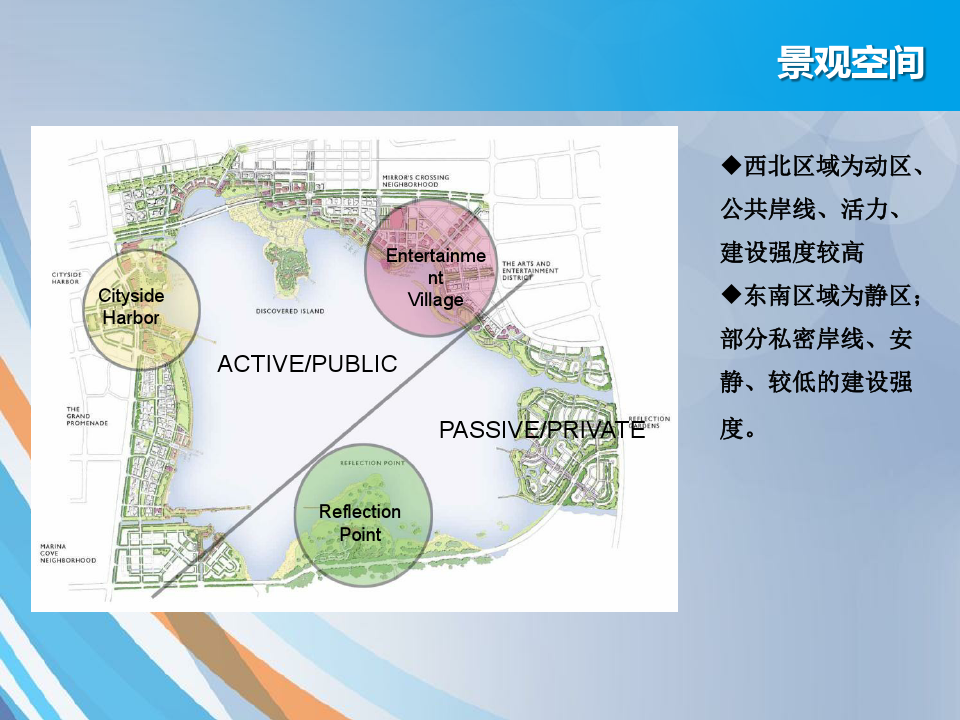 景观空间
MIRROR'S CROSSING
NEIGHBORHOOD
Entertainme
nt
Village
THE ARTS AND
ENTERTAINMENT
DISTRICT
CITYSIDE
HARBOR
Cityside
Harbor
DISCOVERED ISLAND
ACTIVE/PUBLIC
THE
GRAND
PROMENADE
PASSIVE/PRIVATE
REFLECTION
GARDENS
REFLECTION POINT
Reflection
Point
MARINA
COVE
NEIGHBORHOOD
◆西北区域为动区、
公共岸线、活力、
建设强度较高
◆东南区域为静区；
部分私密岸线、安
静、较低的建设强
度。